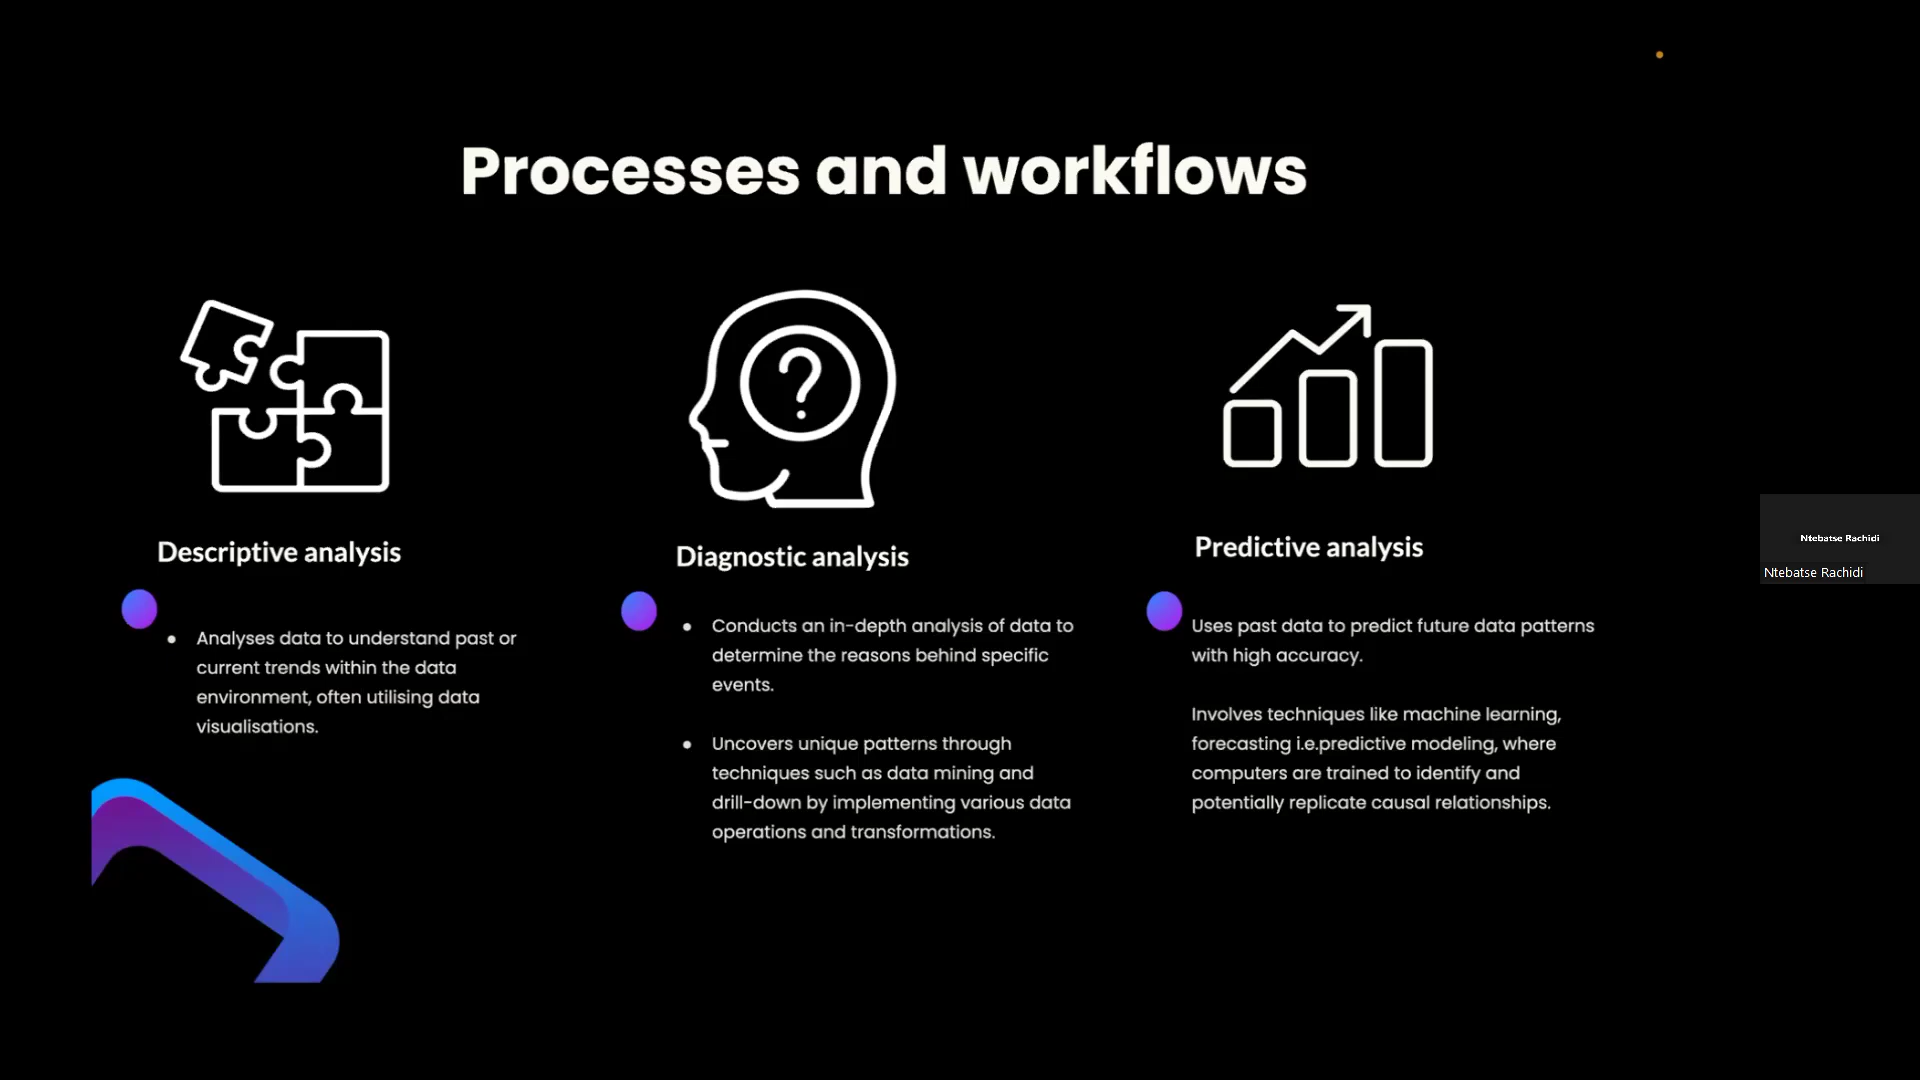 Processes and workflows
?
Descriptive analysis
Analyses data to understand past or
current trends within the data
environment, often utilising data
visualisations.
Diagnostic analysis
Conducts an in-depth analysis of data to
determine the reasons behind specific
events.
Uncovers unique patterns through
techniques such as data mining and
drill-down by implementing various data
operations and transformations.
Predictive analysis
Uses past data to predict future data patterns
with high accuracy.
Involves techniques like machine learning,
forecasting i.e.predictive modeling, where
computers are trained to identify and
potentially replicate causal relationships.
Ntebatse Rachidi
Ntebatse Rachidi